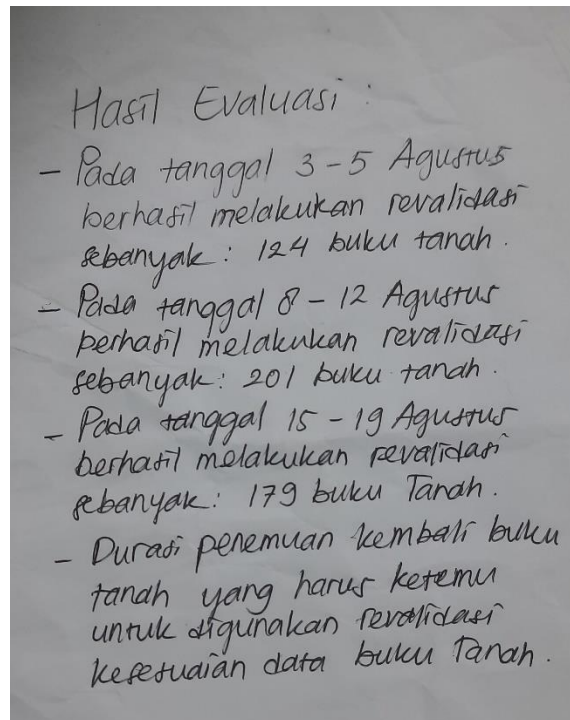 Hasil Evaluasi :
- Pada tanggal 3 - 5 Agustus
berhasil melakukan revalidasi
sebanyak : 124 buku tanah .
- Pada tanggal 8 - 12 Agustus
berhasil melakukan revalidasi
sebanyak : 201 buku tanah .
- Pada tanggal 15 - 19 Agustus
berhasil melakukan revalidasi
sebanyak : 179 buku Tanah .
- Durasi penemuan kembali buku
tanah yang harus ketemu
untuk digunakan revalidasi
kesesuaian data buku Tanah .